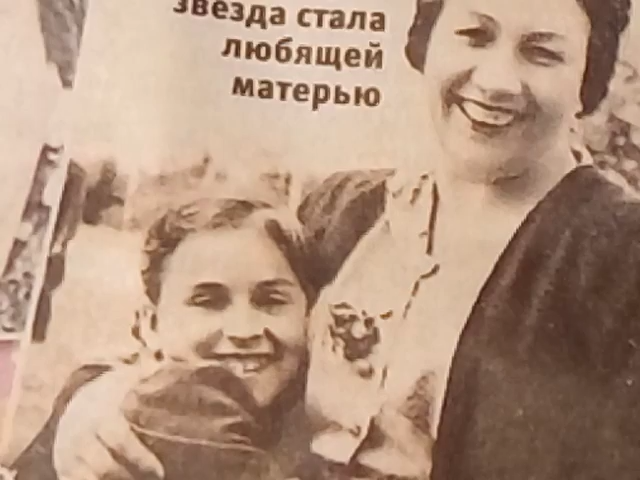 звезда стала
любящей
матерью